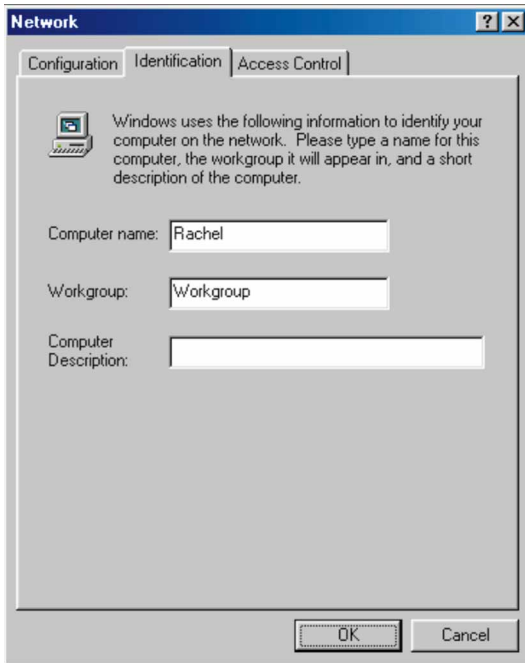 Network
Configuration Identification Access Control
Windows uses the following information to identify your
computer on the network. Please type a name for this
computer, the workgroup it will appear in, and a short
description of the computer.
Computer name: Rachel
Workgroup: Workgroup
Computer
Description:
OK Cancel